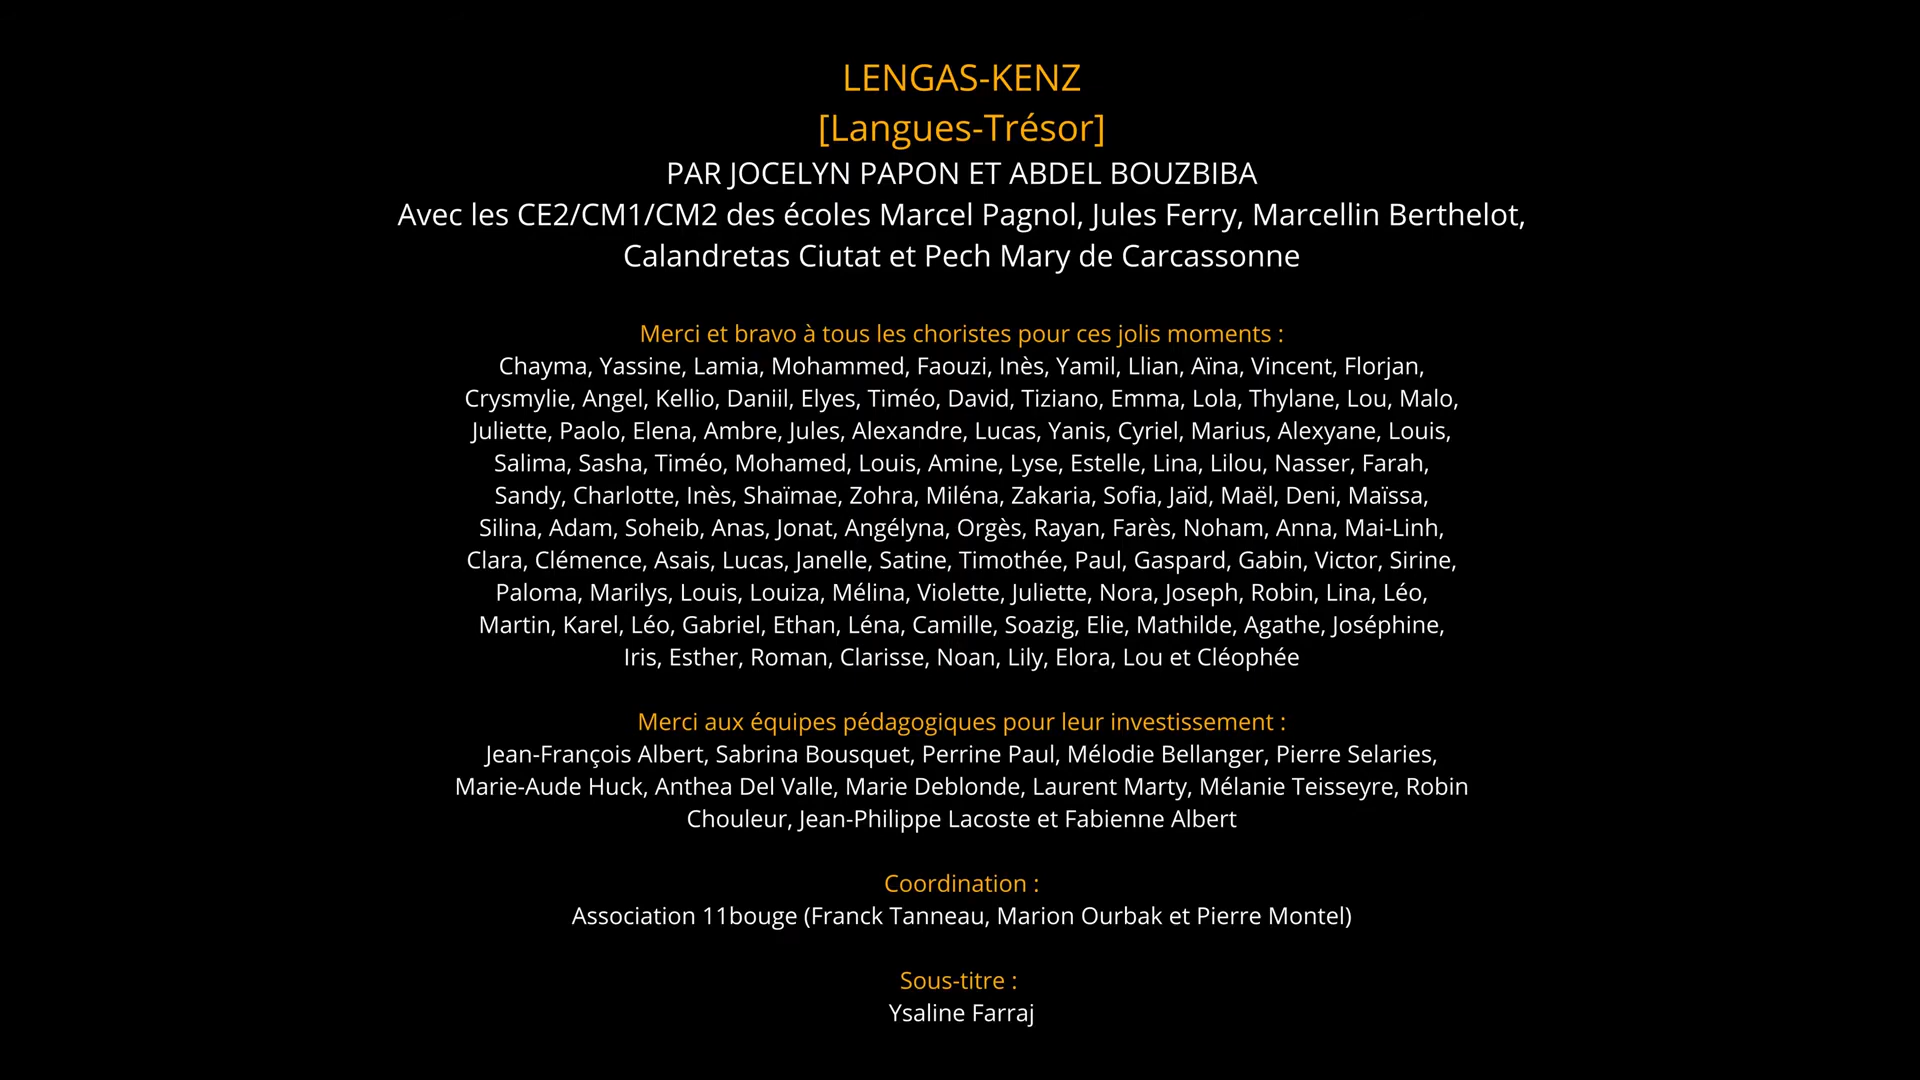 LENGAS-KENZ
[Langues-Trésor]
PAR JOCELYN PAPON ET ABDEL BOUZBIBA
Avec les CE2/CM1/CM2 des écoles Marcel Pagnol, Jules Ferry, Marcellin Berthelot,
Calandretas Ciutat et Pech Mary de Carcassonne
Merci et bravo à tous les choristes pour ces jolis moments :
Chayma, Yassine, Lamia, Mohammed, Faouzi, Inès, Yamil, Llian, Aïna, Vincent, Florjan,
Crysmylie, Angel, Kellio, Daniil, Elyes, Timéo, David, Tiziano, Emma, Lola, Thylane, Lou, Malo,
Juliette, Paolo, Elena, Ambre, Jules, Alexandre, Lucas, Yanis, Cyriel, Marius, Alexyane, Louis,
Salima, Sasha, Timéo, Mohamed, Louis, Amine, Lyse, Estelle, Lina, Lilou, Nasser, Farah,
Sandy, Charlotte, Inès, Shaïmae, Zohra, Miléna, Zakaria, Sofia, Jaïd, Maël, Deni, Maïssa,
Silina, Adam, Soheib, Anas, Jonat, Angélyna, Orgès, Rayan, Farès, Noham, Anna, Mai-Linh,
Clara, Clémence, Asais, Lucas, Janelle, Satine, Timothée, Paul, Gaspard, Gabin, Victor, Sirine,
Paloma, Marilys, Louis, Louiza, Mélina, Violette, Juliette, Nora, Joseph, Robin, Lina, Léo,
Martin, Karel, Léo, Gabriel, Ethan, Léna, Camille, Soazig, Elie, Mathilde, Agathe, Joséphine,
Iris, Esther, Roman, Clarisse, Noan, Lily, Elora, Lou et Cléophée
Merci aux équipes pédagogiques pour leur investissement :
Jean-François Albert, Sabrina Bousquet, Perrine Paul, Mélodie Bellanger, Pierre Selaries,
Marie-Aude Huck, Anthea Del Valle, Marie Deblonde, Laurent Marty, Mélanie Teisseyre, Robin
Chouleur, Jean-Philippe Lacoste et Fabienne Albert
Coordination :
Association 11bouge (Franck Tanneau, Marion Ourbak et Pierre Montel)
Sous-titre :
Ysaline Farraj